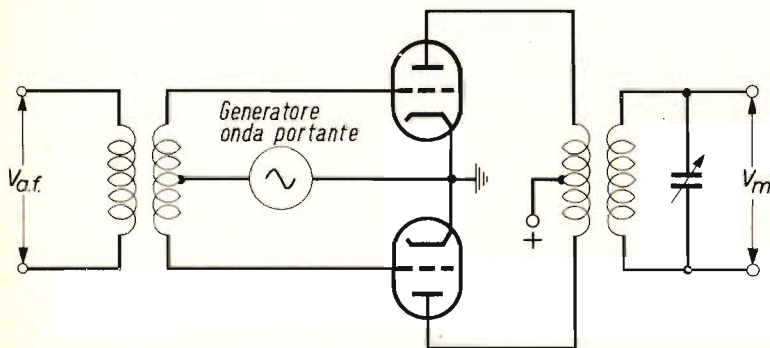 Generatore
onda portante
Va.f.
+
Vm